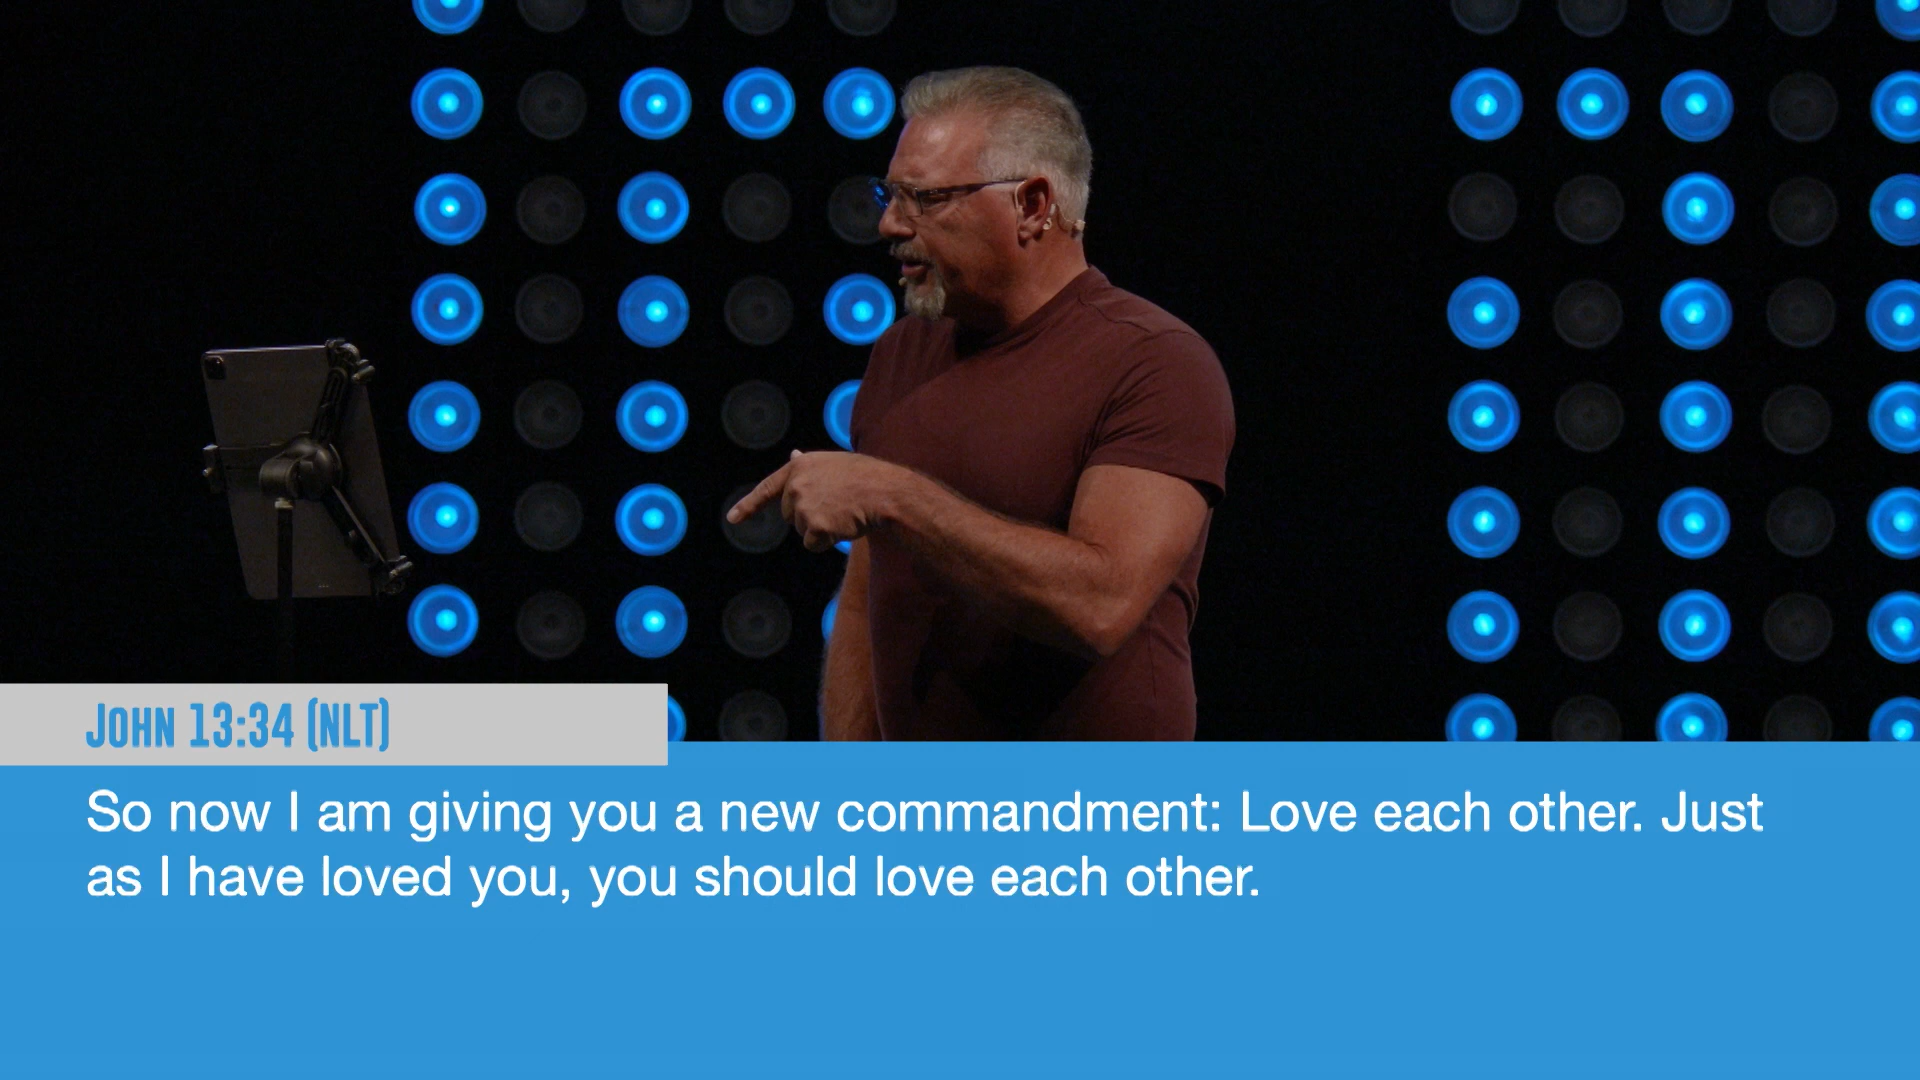 John 13:34 (NLT)
So now I am giving you a new commandment: Love each other. Just
as I have loved you, you should love each other.